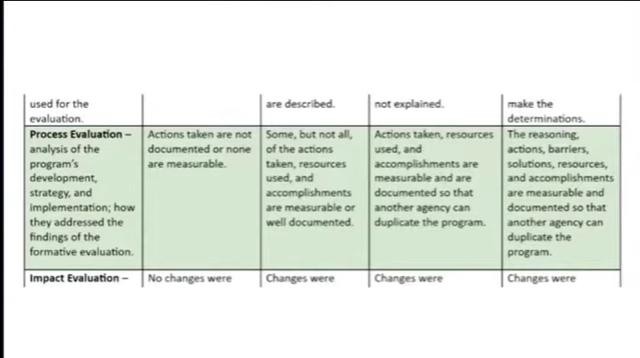 used for the
evaluation.
are described.
not explained.
make the
determinations.
Process Evaluation –
analysis of the
program's
development,
strategy, and
implementation; how
they addressed the
findings of the
formative evaluation.
Actions taken are not
documented or none
are measurable.
Some, but not all,
of the actions
taken, resources
used, and
accomplishments
are measurable or
well documented.
Actions taken, resources
used, and
accomplishments are
measurable and are
documented so that
another agency can
duplicate the program.
The reasoning,
actions, barriers,
solutions, resources,
and accomplishments
are measurable and
documented so that
another agency can
duplicate the
program.
Impact Evaluation –
No changes were
Changes were
Changes were
Changes were